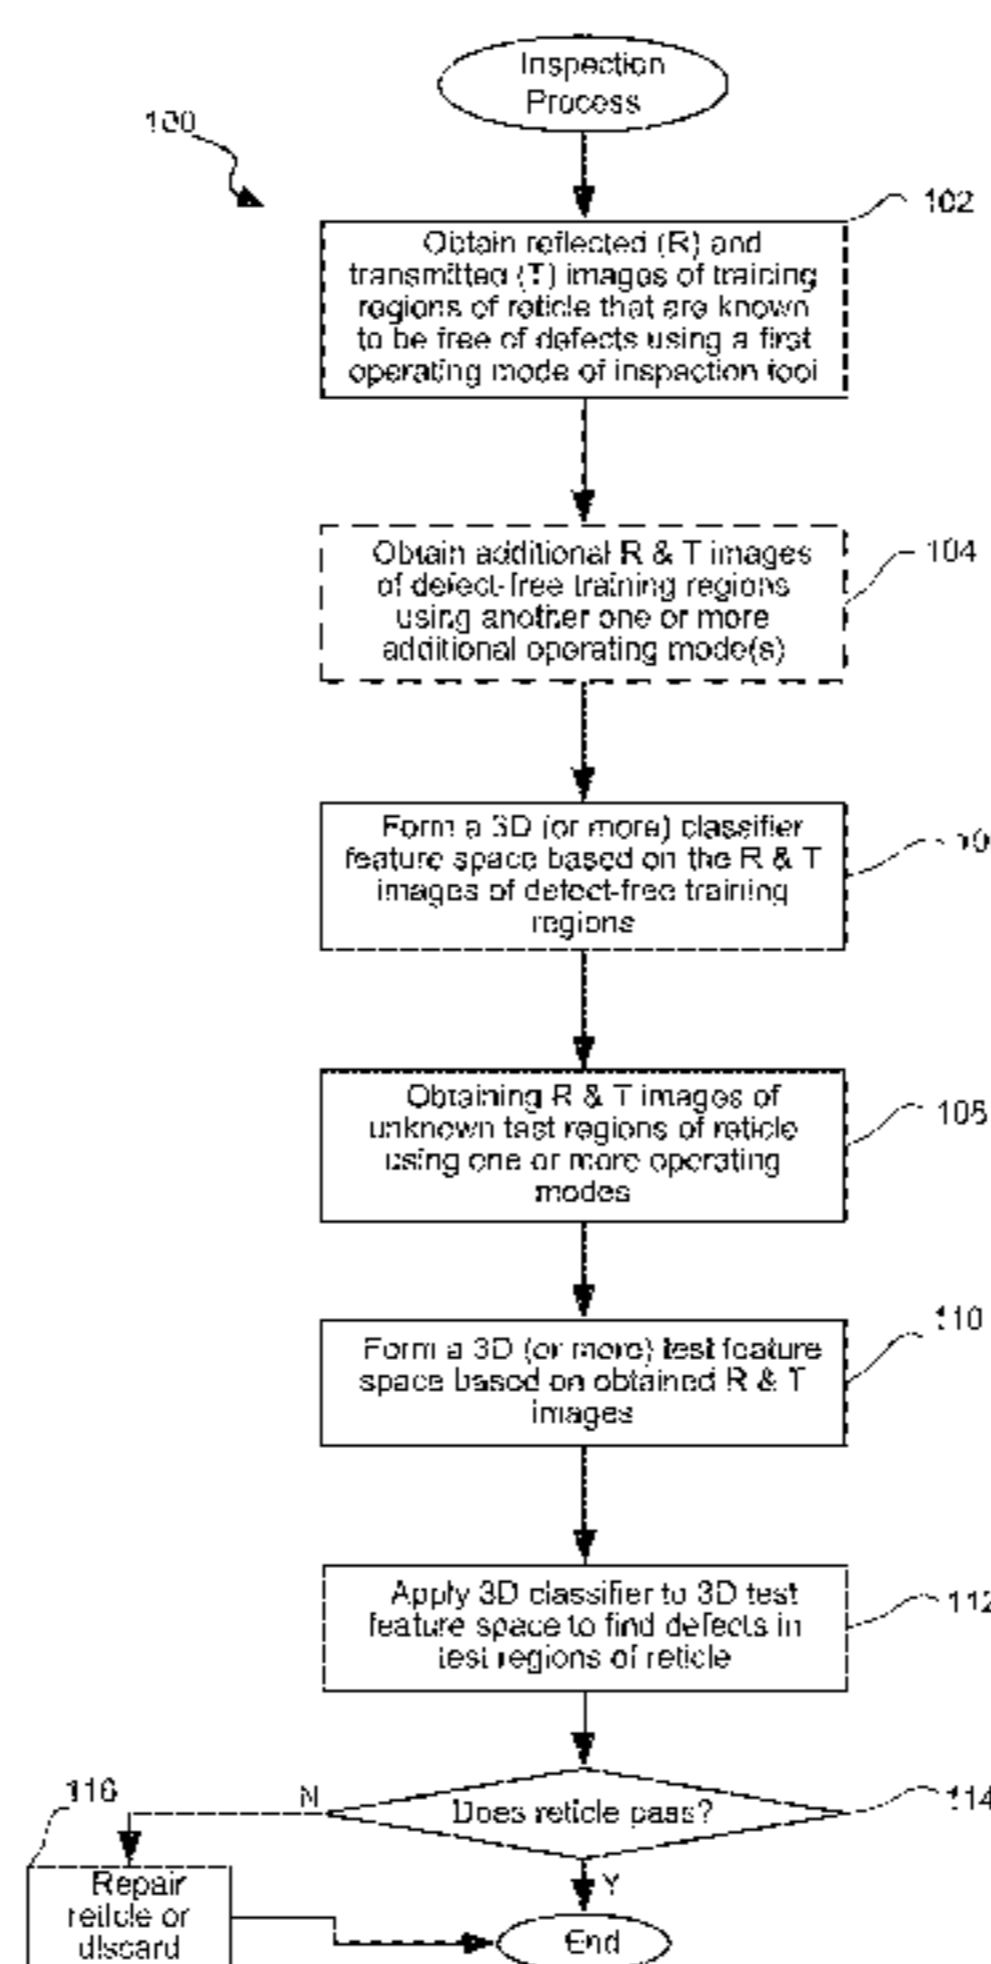 Inspection
Process
100
102
Obtain reflected (R) and
transmitted (T) images of training
regions of reticle that are known
to be free of defects using a first
operating mode of inspection tool
104
Obtain additional R & T images
of defect-free training regions
using another one or more
additional operating mode(s)
10
Form a 3D (or more) classifier
feature space based on the R & T
images of defect-free training
regions
108
Obtaining R & T images of
unknown test regions of reticle
using one or more operating
modes
110
Form a 3D (or more) test feature
space based on obtained R & T
images
112
Apply 3D classifier to 3D test
feature space to find defects in
test regions of reticle
116
N
Does reticle pass?
114
Repair
reticle or
discard
Y
End